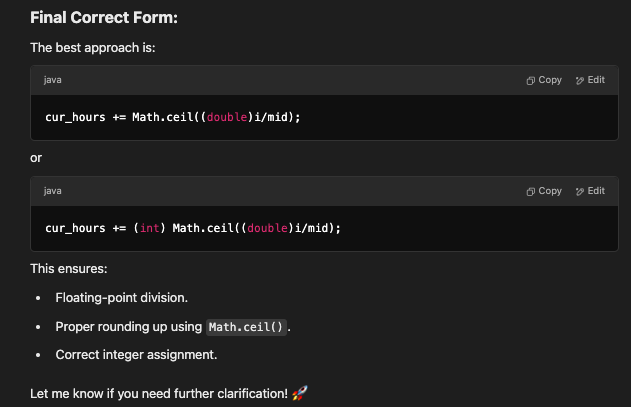 Final Correct Form:
The best approach is:
java Copy Edit
cur_hours += Math.ceil((double)i/mid);
or
java Copy Edit
cur_hours += (int) Math.ceil((double)i/mid);
This ensures:
• Floating-point division.
• Proper rounding up using Math.ceil().
• Correct integer assignment.
Let me know if you need further clarification! 🚀